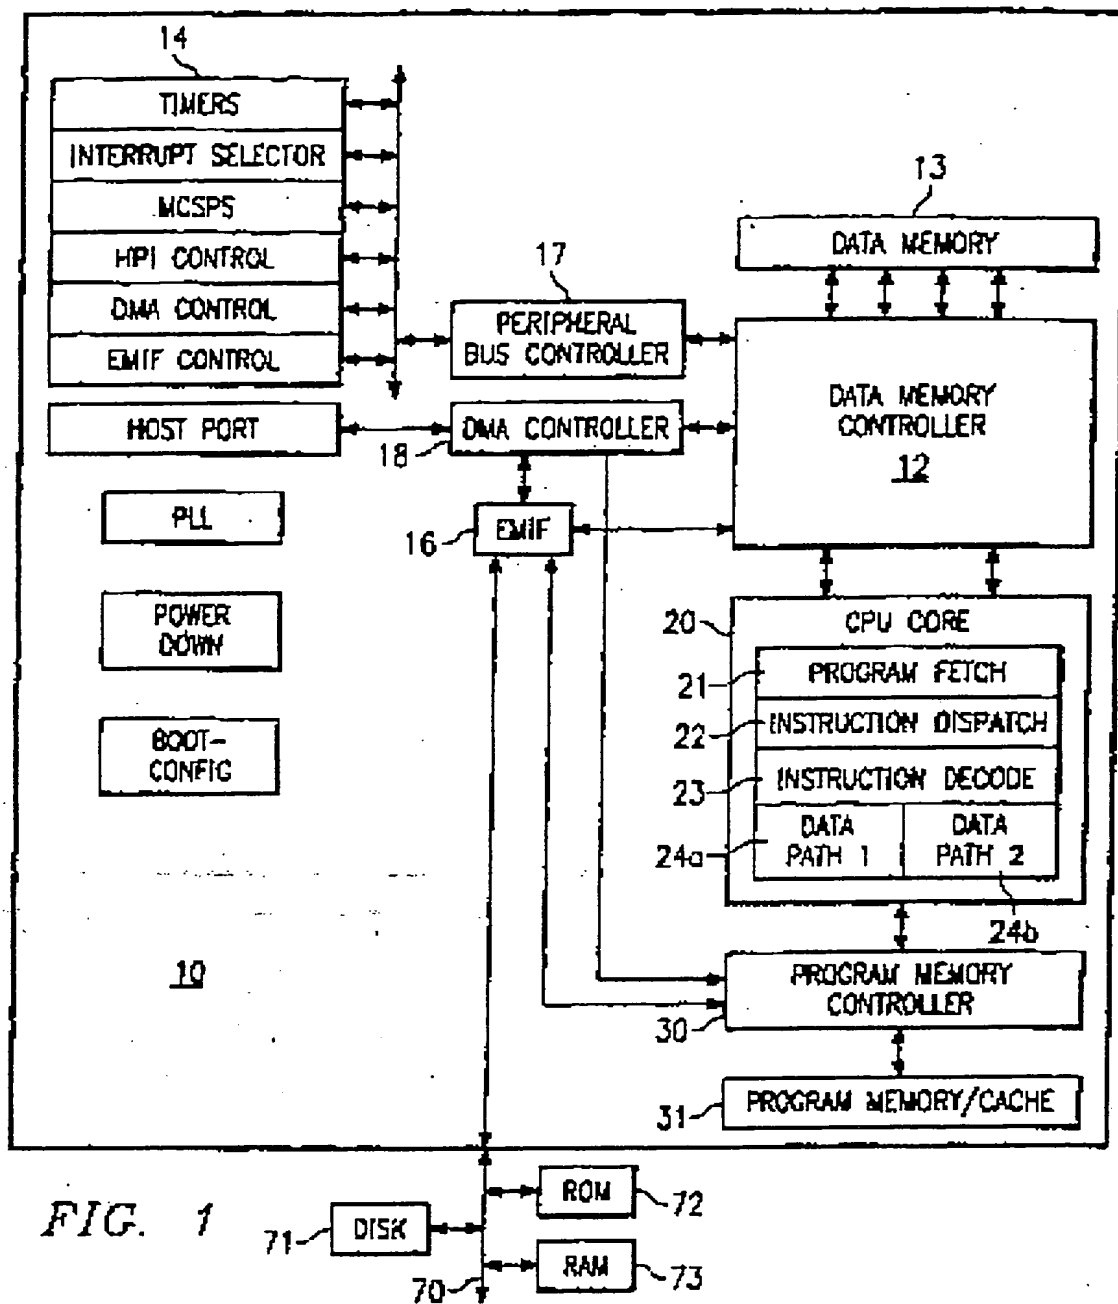 14
TIMERS
INTERRUPT SELECTOR
MCSPS
HPI CONTROL
DMA CONTROL
EMIF CONTROL
HOST PORT
PLL
POWER
DOWN
BOOT-
CONFIG
10
17
PERIPHERAL
BUS CONTROLLER
DMA CONTROLLER
18
EMIF
16
13
DATA MEMORY
DATA MEMORY
CONTROLLER
12
20
CPU CORE
21
PROGRAM FETCH
22
INSTRUCTION DISPATCH
23
INSTRUCTION DECODE
24a
DATA
PATH 1
DATA
PATH 2
24b
PROGRAM MEMORY
CONTROLLER
30
31
PROGRAM MEMORY/CACHE
FIG. 1
71
DISK
70
ROM
72
RAM
73